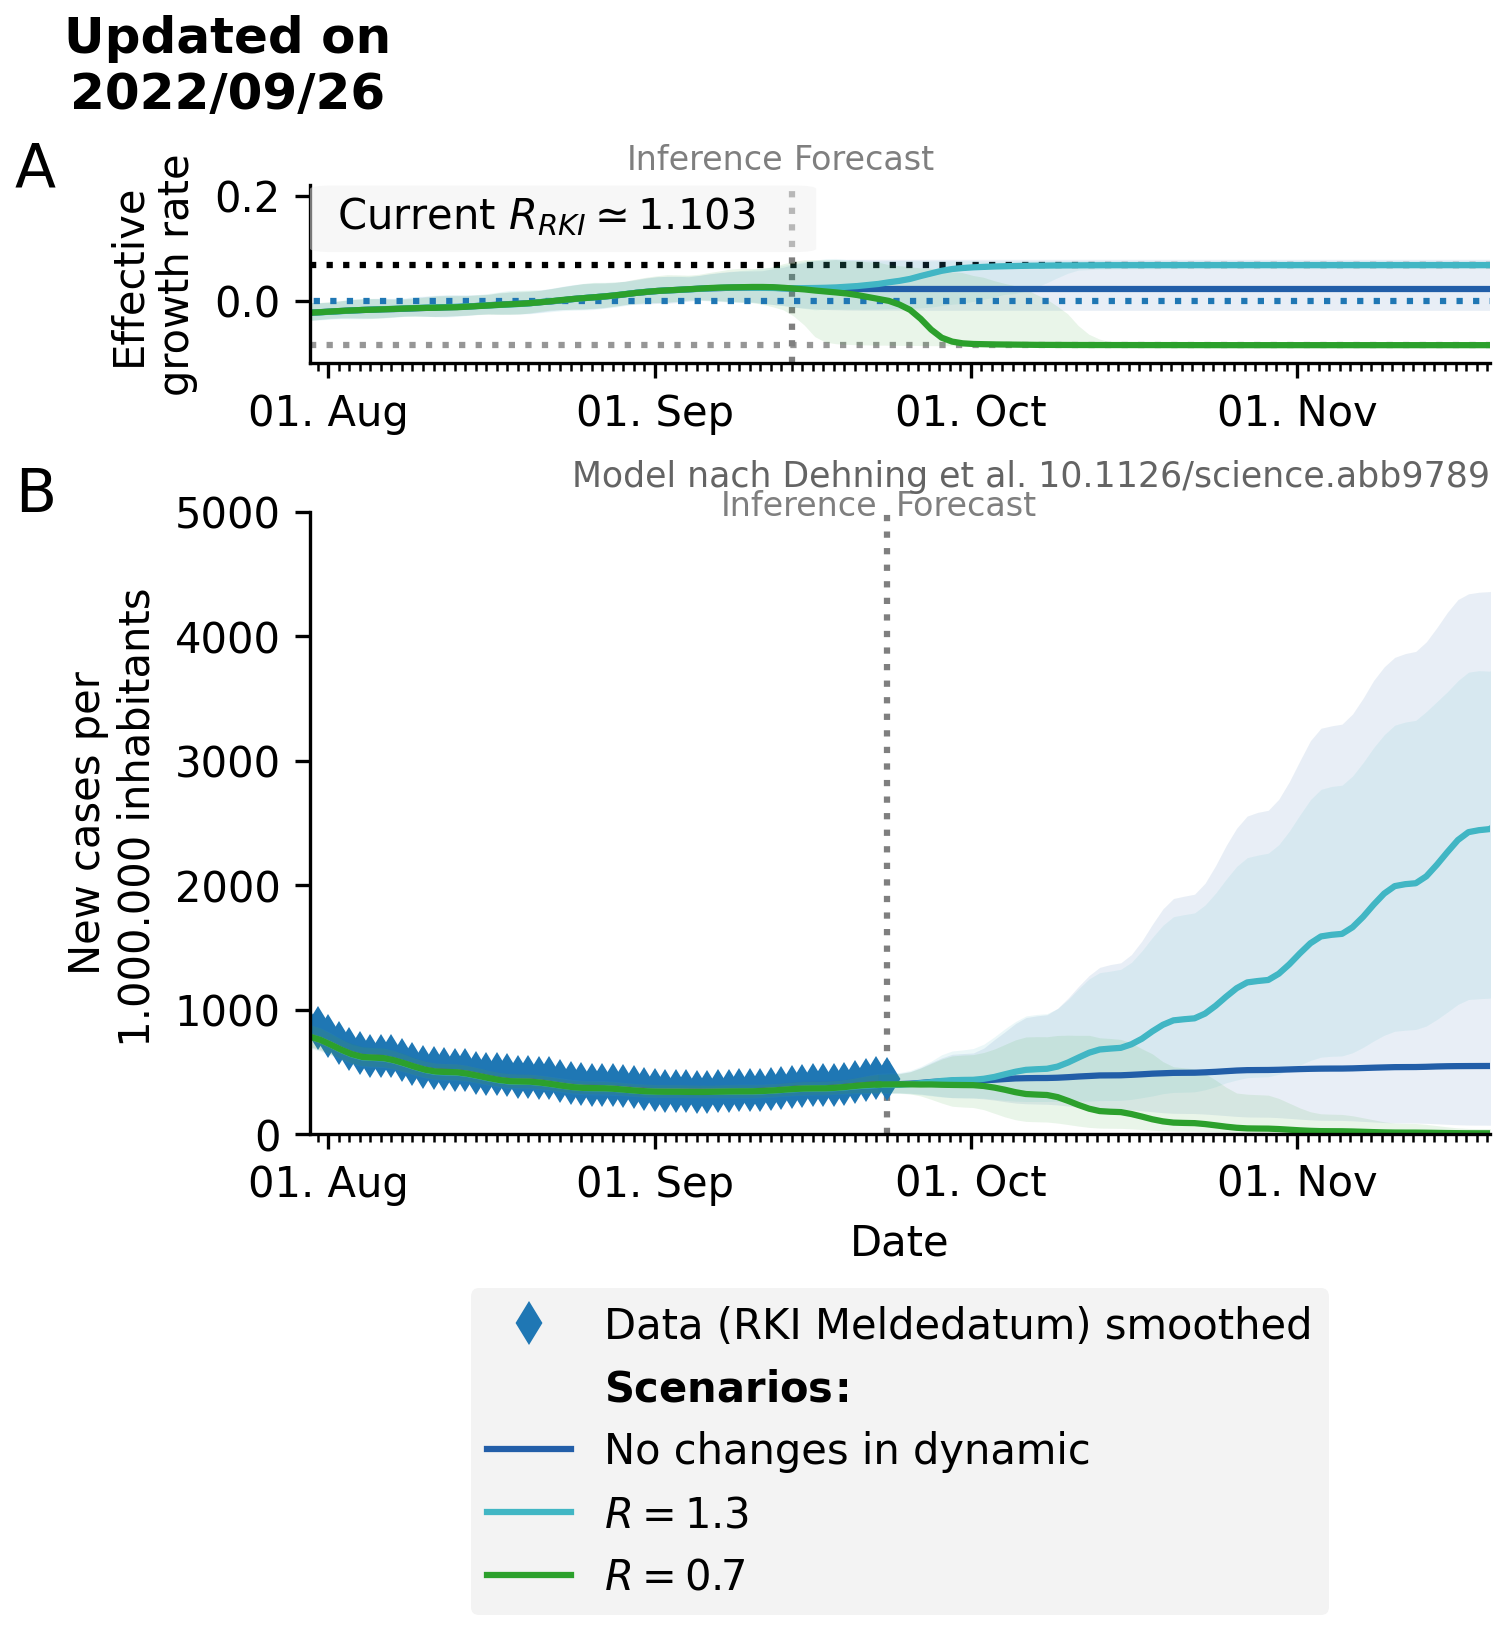 Updated on
2022/09/26
A
Inference Forecast
Effective
growth rate
0.2
0.0
Current R_RKI ≃ 1.103
01. Aug 01. Sep 01. Oct 01. Nov
B
Model nach Dehning et al. 10.1126/science.abb9789
Inference Forecast
New cases per
1.000.000 inhabitants
5000
4000
3000
2000
1000
0
01. Aug 01. Sep 01. Oct 01. Nov
Date
Data (RKI Meldedatum) smoothed
Scenarios:
No changes in dynamic
R = 1.3
R = 0.7